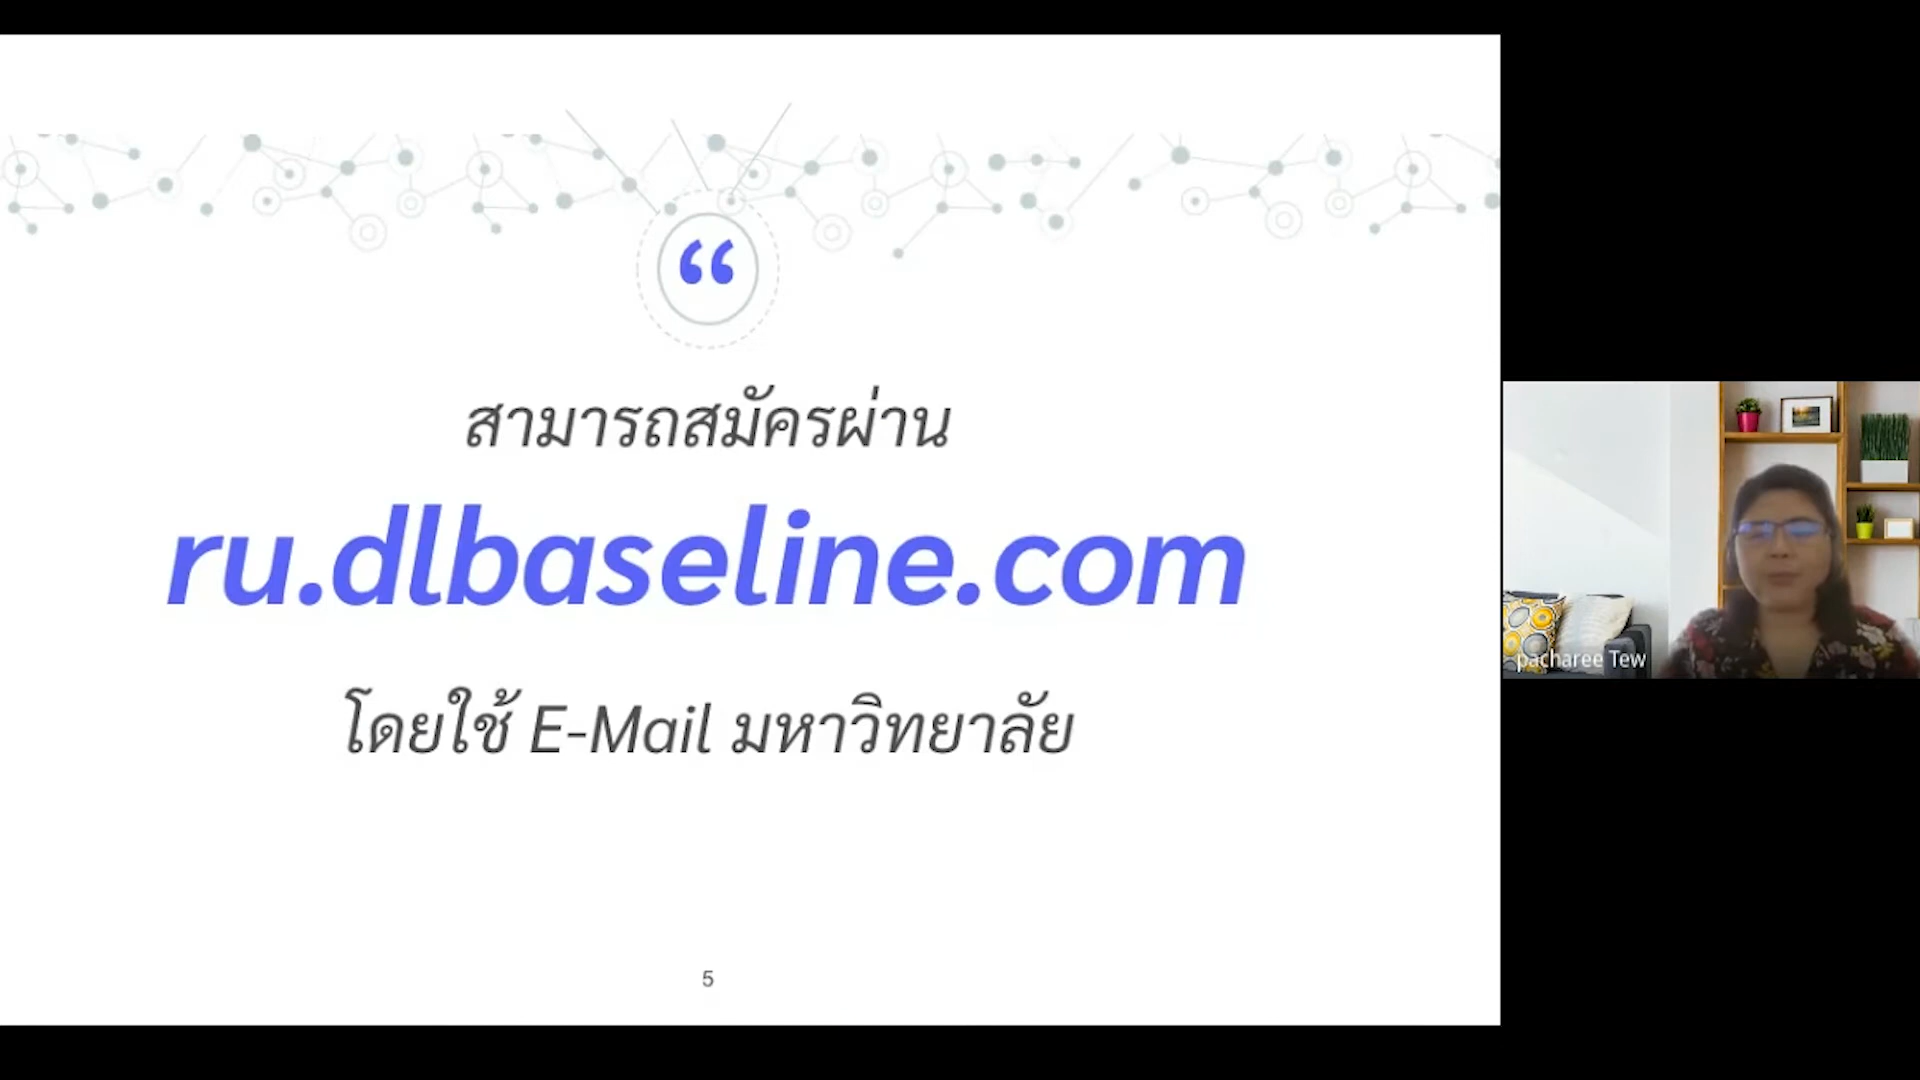 “
สามารถสมัครผ่าน
ru.dlbaseline.com
โดยใช้ E-Mail มหาวิทยาลัย
5
pacharee Tew